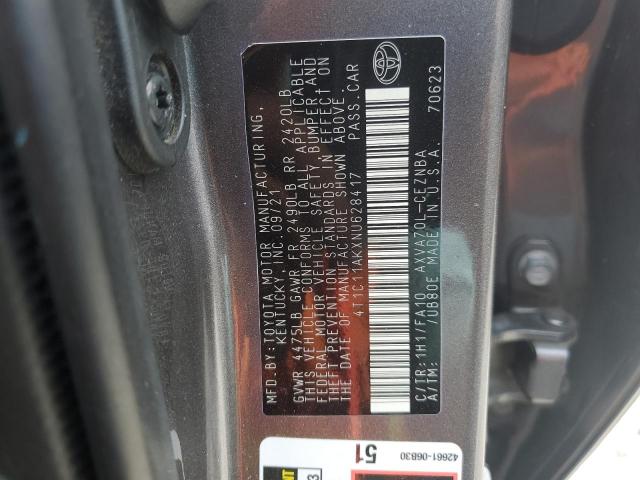 MFD.BY:TOYOTA MOTOR MANUFACTURING,
KENTUCKY, INC. 09/21
GVWR 4475LB GAWR FR 2490LB RR 2420LB
THIS VEHICLE CONFORMS TO ALL APPLICABLE
FEDERAL MOTOR VEHICLE SAFETY, BUMPER, AND
THEFT PREVENTION STANDARDS IN EFFECT ON
THE DATE OF MANUFACTURE SHOWN ABOVE.
4T1C11AKXNU628417 PASS.CAR
C/TR:1H1/FA10 AXVA70L-CEZNBA
A/TM: /UB80E MADE IN U.S.A. 70623
51
42661-06B30